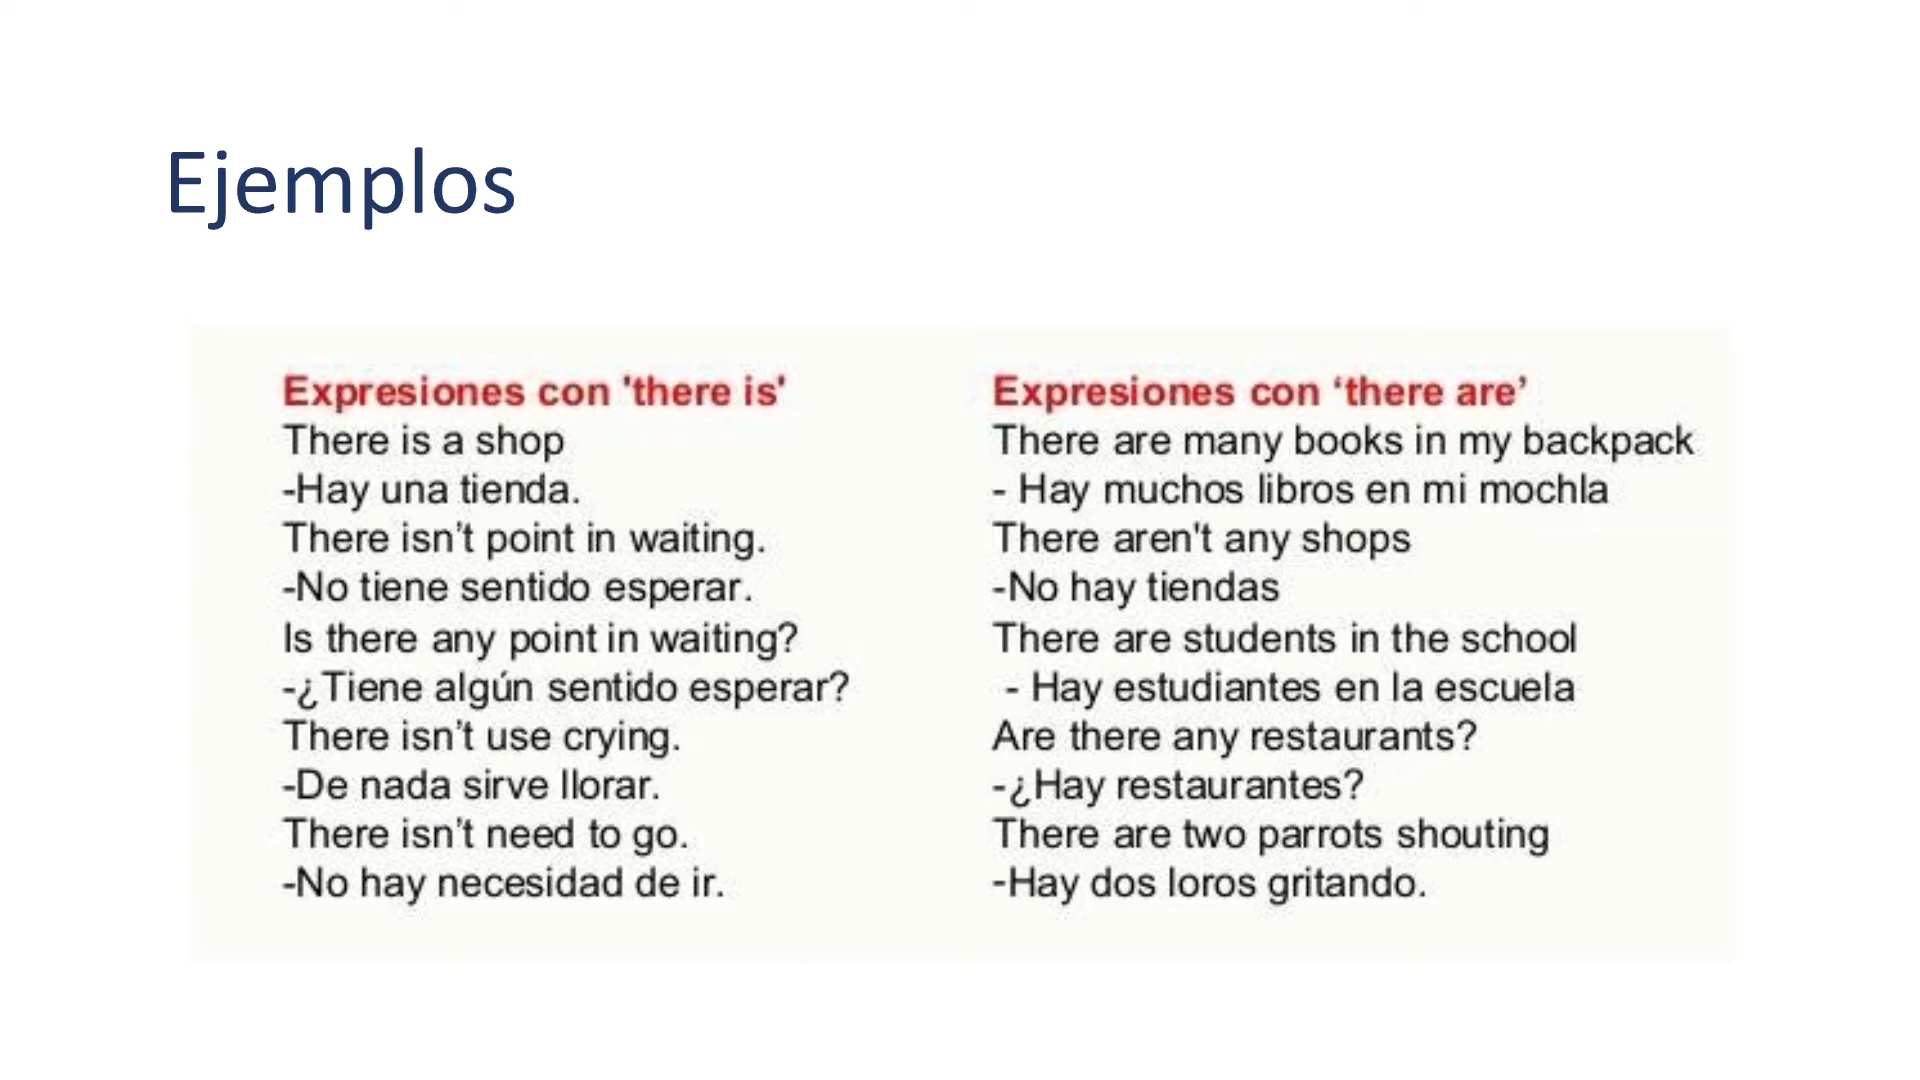 Ejemplos
Expresiones con 'there is'
There is a shop
-Hay una tienda.
There isn't point in waiting.
-No tiene sentido esperar.
Is there any point in waiting?
-¿Tiene algún sentido esperar?
There isn't use crying.
-De nada sirve llorar.
There isn't need to go.
-No hay necesidad de ir.
Expresiones con ‘there are’
There are many books in my backpack
- Hay muchos libros en mi mochla
There aren't any shops
-No hay tiendas
There are students in the school
- Hay estudiantes en la escuela
Are there any restaurants?
-¿Hay restaurantes?
There are two parrots shouting
-Hay dos loros gritando.